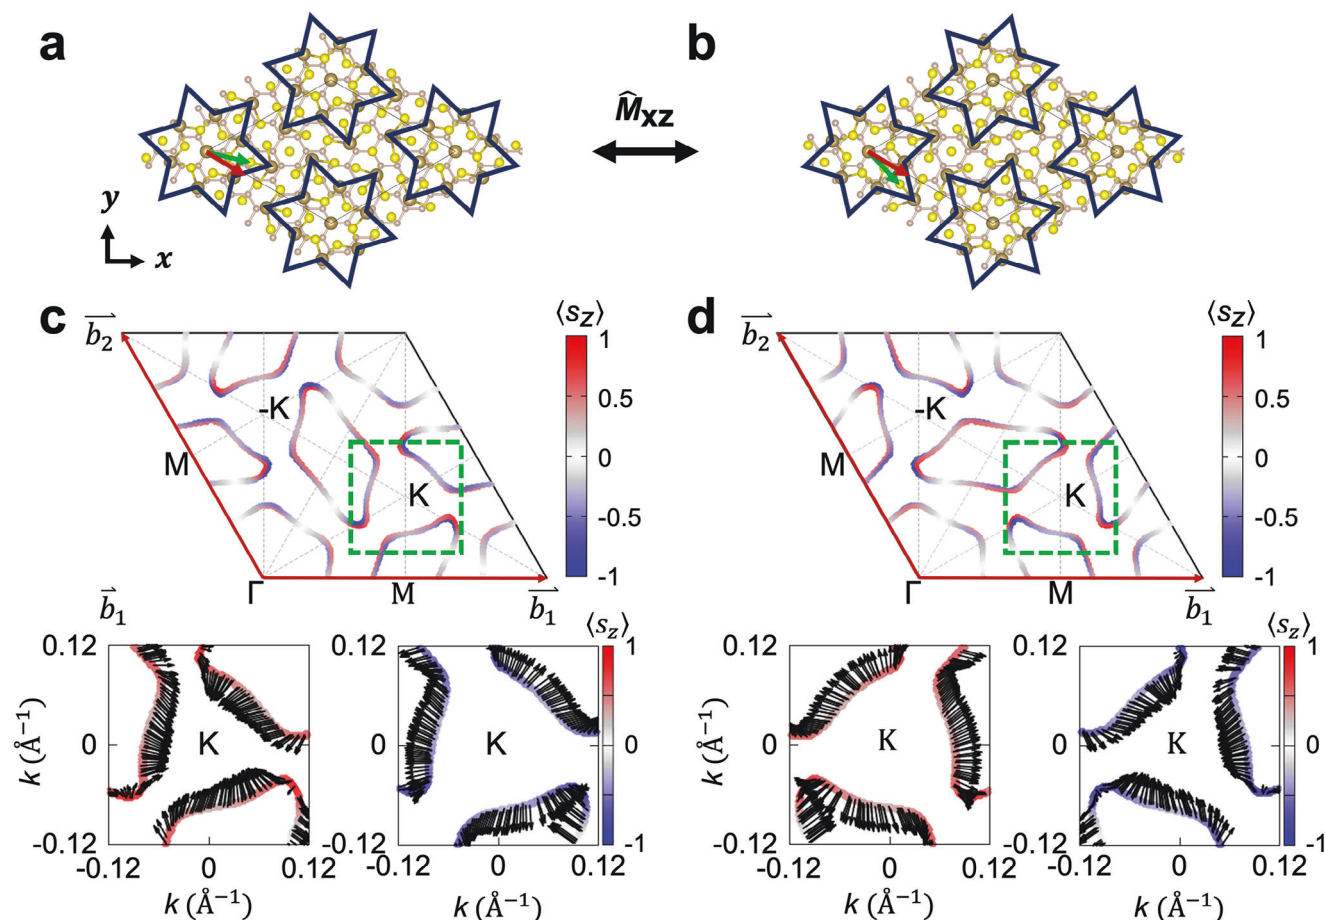 a
b
M̂xz
y
x
c
b⃗2
⟨sz⟩
1
0.5
0
-0.5
-1
-K
M
K
Γ
M
b⃗1
b⃗1
d
b⃗2
⟨sz⟩
1
0.5
0
-0.5
-1
-K
M
K
Γ
M
b⃗1
0.12
0
-0.12
k (Å−1)
K
-0.12 0 0.12
k (Å−1)
0.12
0
-0.12
K
-0.12 0 0.12
k (Å−1)
⟨sz⟩
1
0
-1
0.12
0
-0.12
k (Å−1)
K
-0.12 0 0.12
k (Å−1)
0.12
0
-0.12
K
-0.12 0 0.12
k (Å−1)
⟨sz⟩
1
0
-1